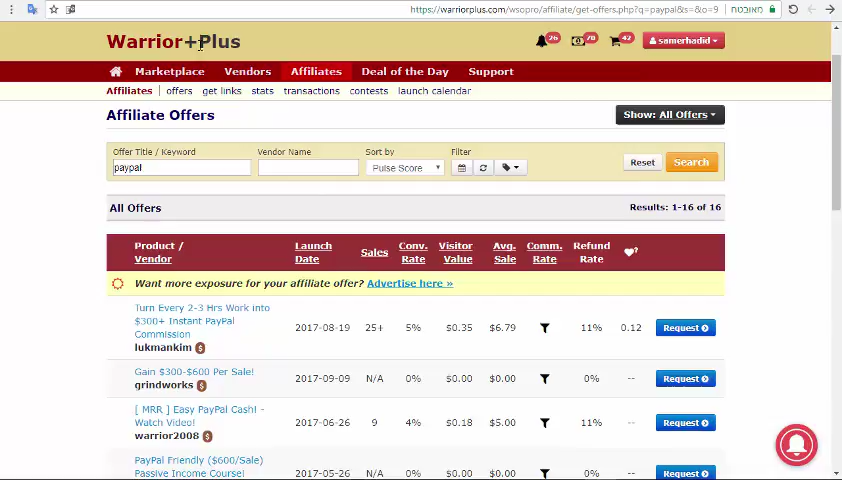 https://warriorplus.com/wsopro/affiliate/get-offers.php?q=paypal&s=&o=9
מאובטח
Warrior+Plus
26
70
42
samerhadid
Marketplace Vendors Affiliates Deal of the Day Support
Affiliates offers get links stats transactions contests launch calendar
Affiliate Offers
Show: All Offers
Offer Title / Keyword Vendor Name Sort by Filter
paypal Pulse Score Reset Search
All Offers Results: 1-16 of 16
Product / Vendor Launch Date Sales Conv. Rate Visitor Value Avg. Sale Comm. Rate Refund Rate ?
Want more exposure for your affiliate offer? Advertise here »
Turn Every 2-3 Hrs Work into
$300+ Instant PayPal
Commission
lukmankim $
2017-08-19 25+ 5% $0.35 $6.79 11% 0.12 Request
Gain $300-$600 Per Sale!
grindworks $
2017-09-09 N/A 0% $0.00 $0.00 0% -- Request
[ MRR ] Easy PayPal Cash! -
Watch Video!
warrior2008 $
2017-06-26 9 4% $0.18 $5.00 11% -- Request
PayPal Friendly ($600/Sale)
Passive Income Course!
2017-05-26 N/A 0% $0.00 $0.00 0% -- Request